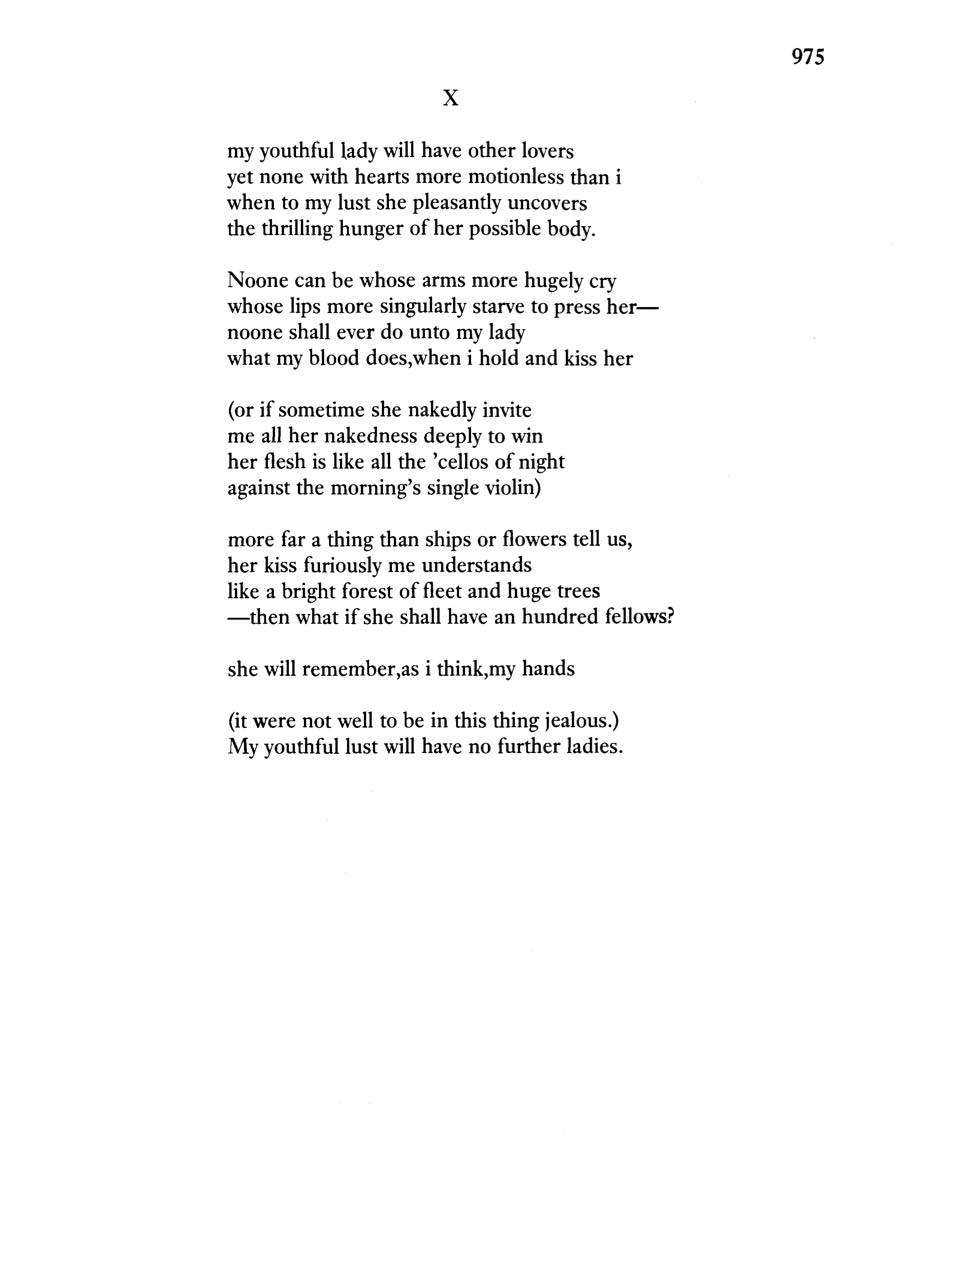 975
X
my youthful lady will have other lovers
yet none with hearts more motionless than i
when to my lust she pleasantly uncovers
the thrilling hunger of her possible body.
Noone can be whose arms more hugely cry
whose lips more singularly starve to press her—
noone shall ever do unto my lady
what my blood does,when i hold and kiss her
(or if sometime she nakedly invite
me all her nakedness deeply to win
her flesh is like all the ’cellos of night
against the morning’s single violin)
more far a thing than ships or flowers tell us,
her kiss furiously me understands
like a bright forest of fleet and huge trees
—then what if she shall have an hundred fellows?
she will remember,as i think,my hands
(it were not well to be in this thing jealous.)
My youthful lust will have no further ladies.